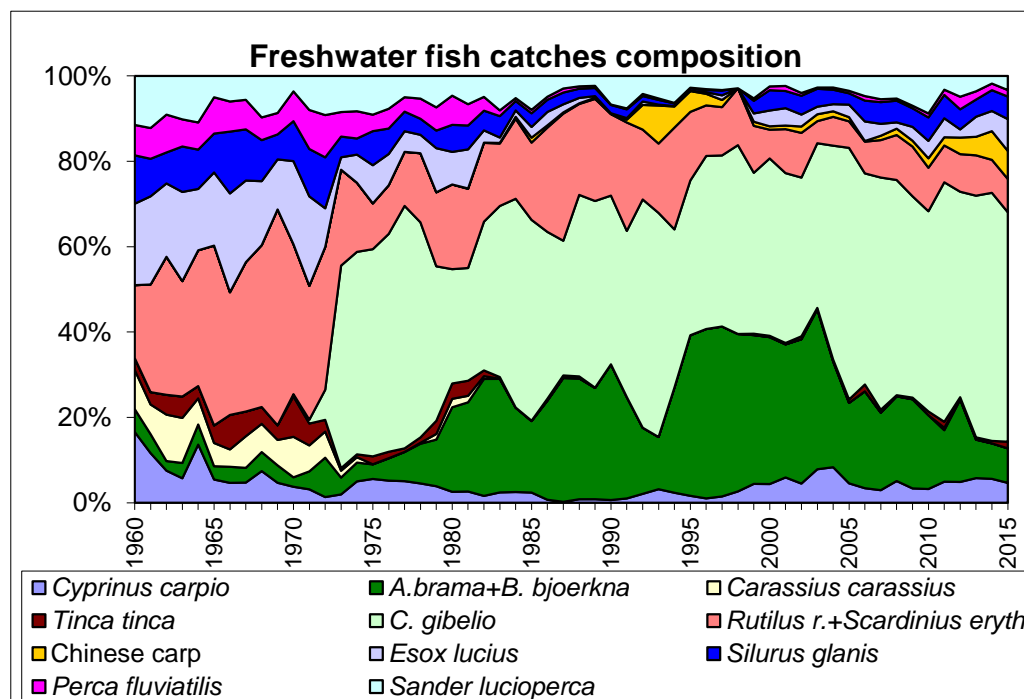 Freshwater fish catches composition
100%
80%
60%
40%
20%
0%
1960
1965
1970
1975
1980
1985
1990
1995
2000
2005
2010
2015
Cyprinus carpio
A.brama+B. bjoerkna
Carassius carassius
Tinca tinca
C. gibelio
Rutilus r.+Scardinius eryth
Chinese carp
Esox lucius
Silurus glanis
Perca fluviatilis
Sander lucioperca